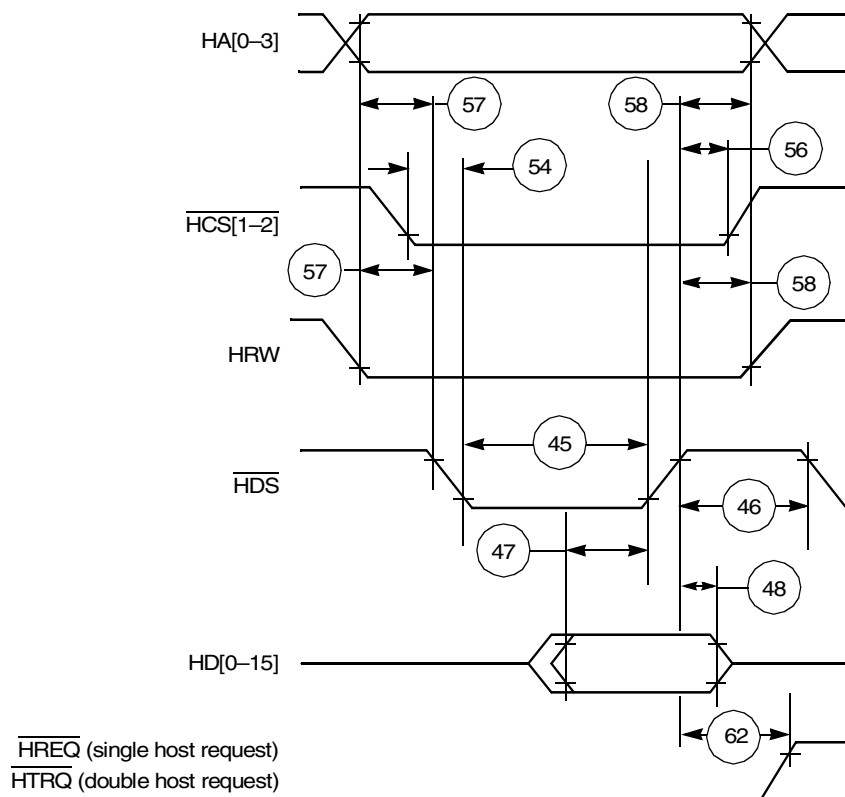 HA[0–3]
57
58
56
54
HCS[1–2]
57
58
HRW
45
HDS
46
47
48
HD[0–15]
62
HREQ (single host request)
HTRQ (double host request)